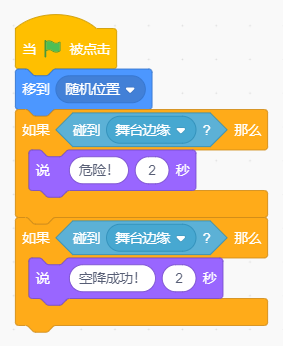 当 被点击
移到 随机位置
如果 碰到 舞台边缘 ? 那么
说 危险! 2 秒
如果 碰到 舞台边缘 ? 那么
说 空降成功! 2 秒